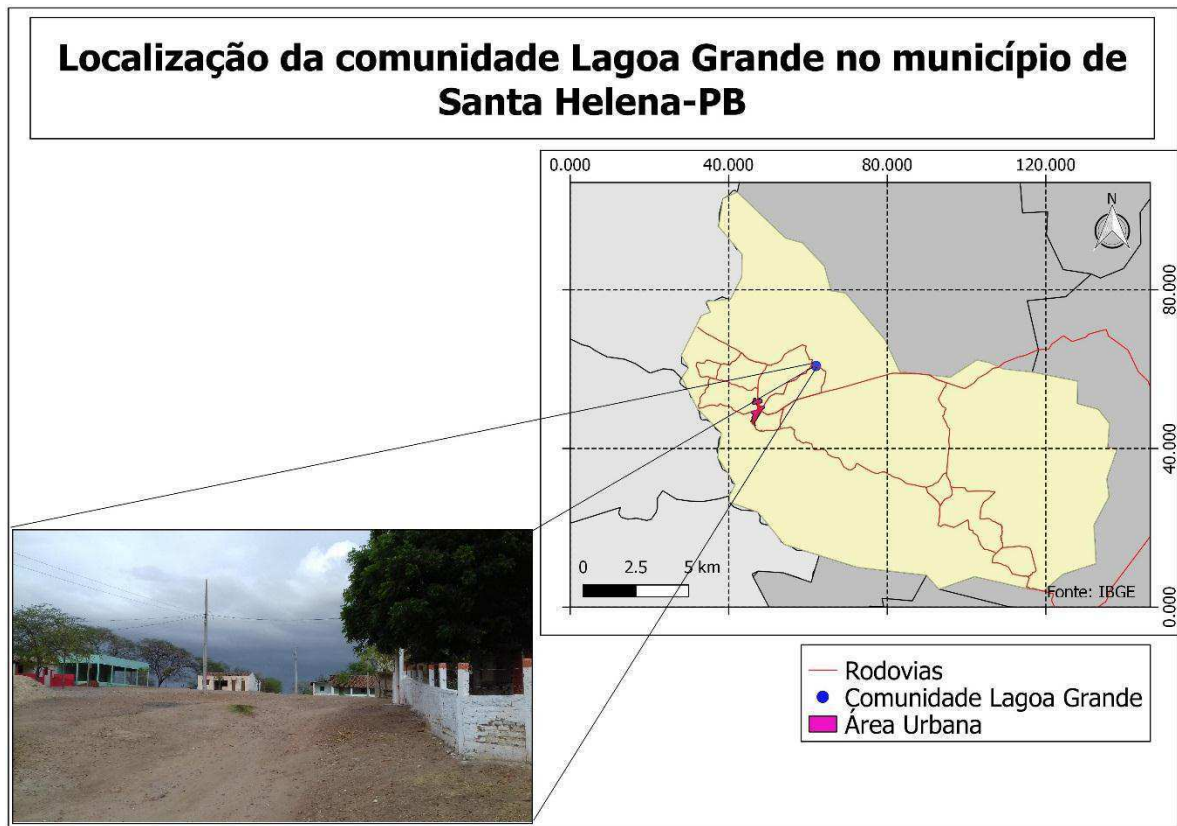 Localização da comunidade Lagoa Grande no município de
Santa Helena-PB
0.000 40.000 80.000 120.000
N
80.000
40.000
0.000
0 2.5 5 km
Fonte: IBGE
Rodovias
Comunidade Lagoa Grande
Área Urbana